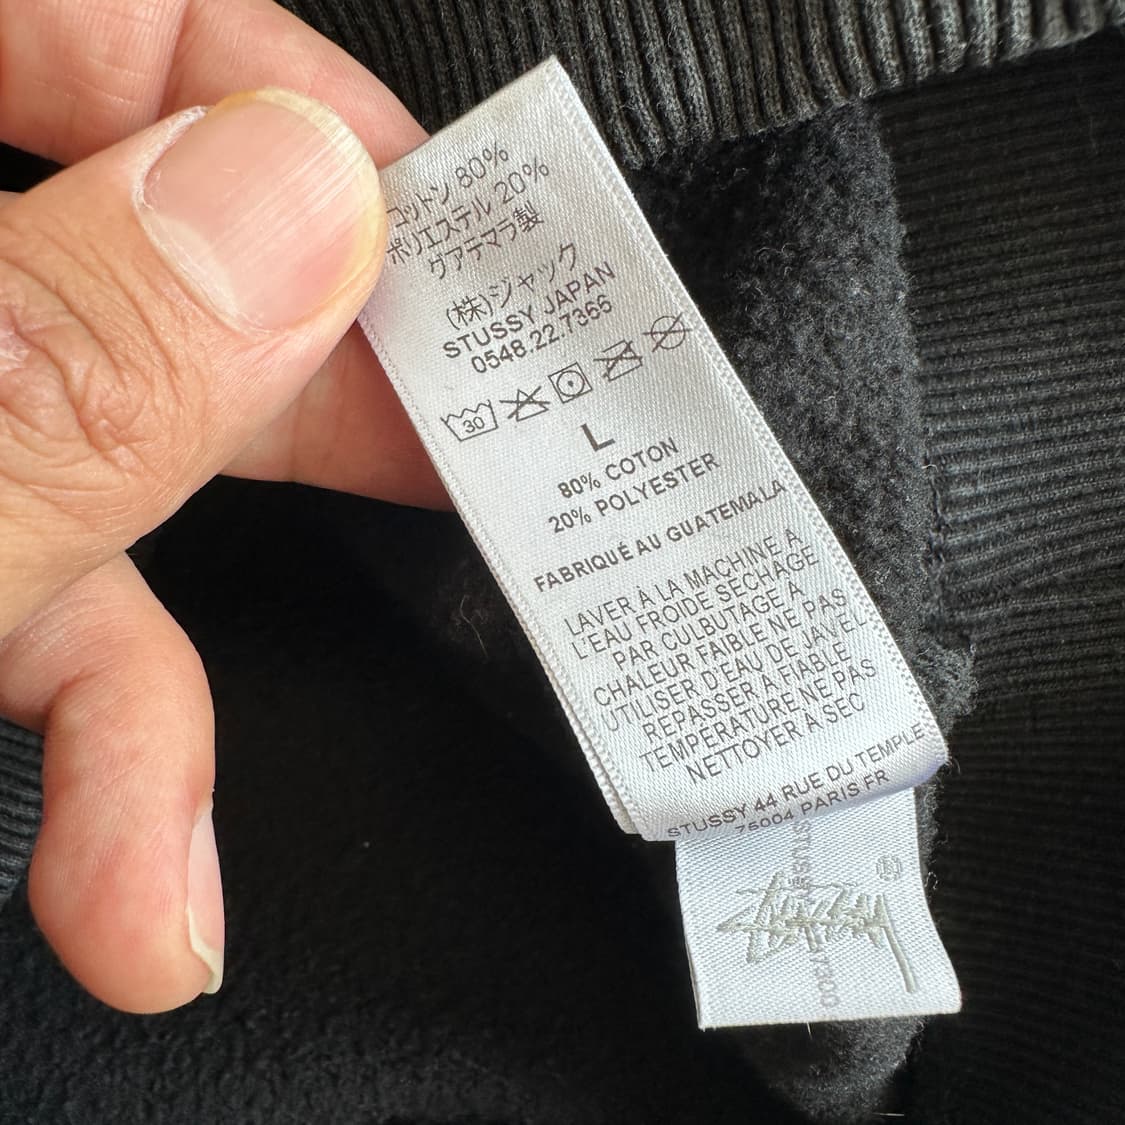 コットン 80%
ポリエステル 20%
グアテマラ製
(株)ジャック
STUSSY JAPAN
0548.22.7366
30
L
80% COTON
20% POLYESTER
FABRIQUÉ AU GUATEMALA
LAVER À LA MACHINE À
L'EAU FROIDE SÉCHAGE
PAR CULBUTAGE À
CHALEUR FAIBLE NE PAS
UTILISER D'EAU DE JAVEL
REPASSER À FIABLE
TEMPÉRATURE NE PAS
NETTOYER À SEC
STUSSY 44 RUE DU TEMPLE
75004 PARIS FR
Stüssy